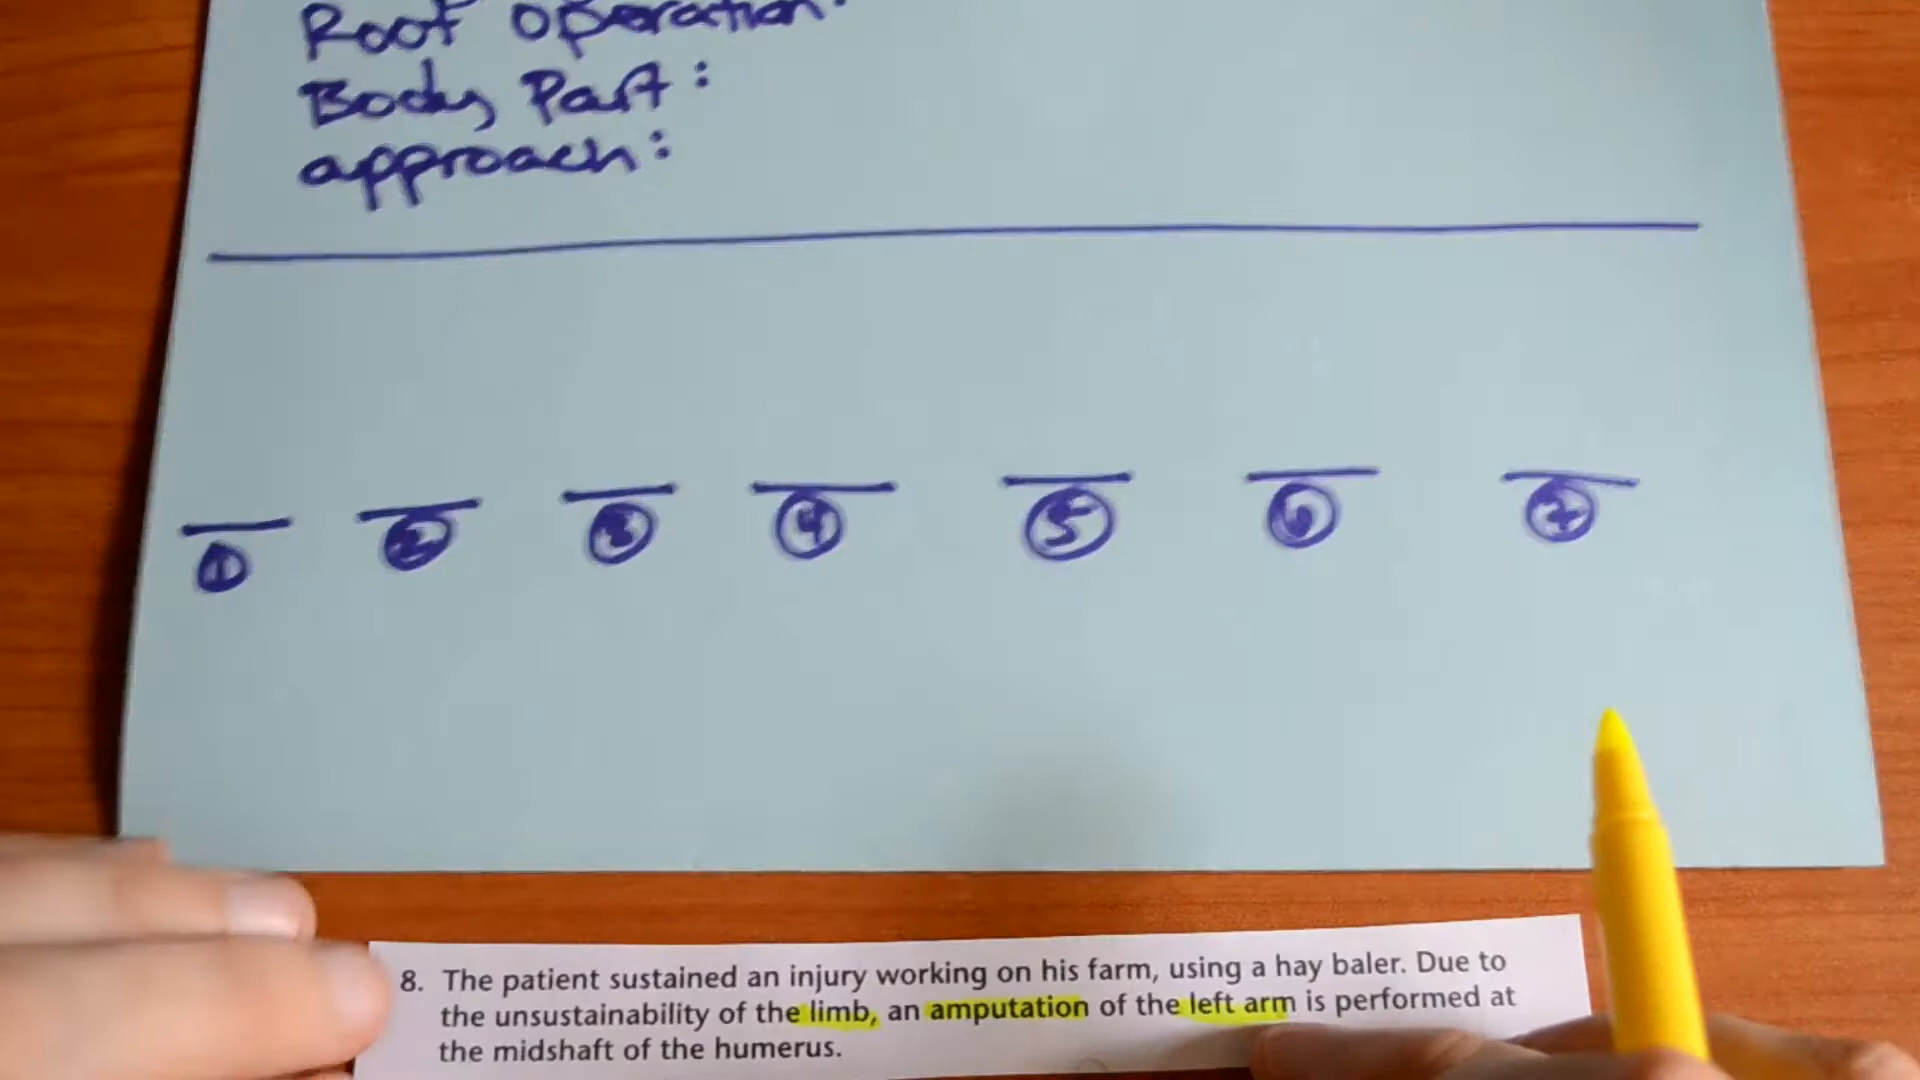 Root Operation:
Body Part:
approach:
1 2 3 4 5 6 7
8. The patient sustained an injury working on his farm, using a hay baler. Due to
the unsustainability of the limb, an amputation of the left arm is performed at
the midshaft of the humerus.